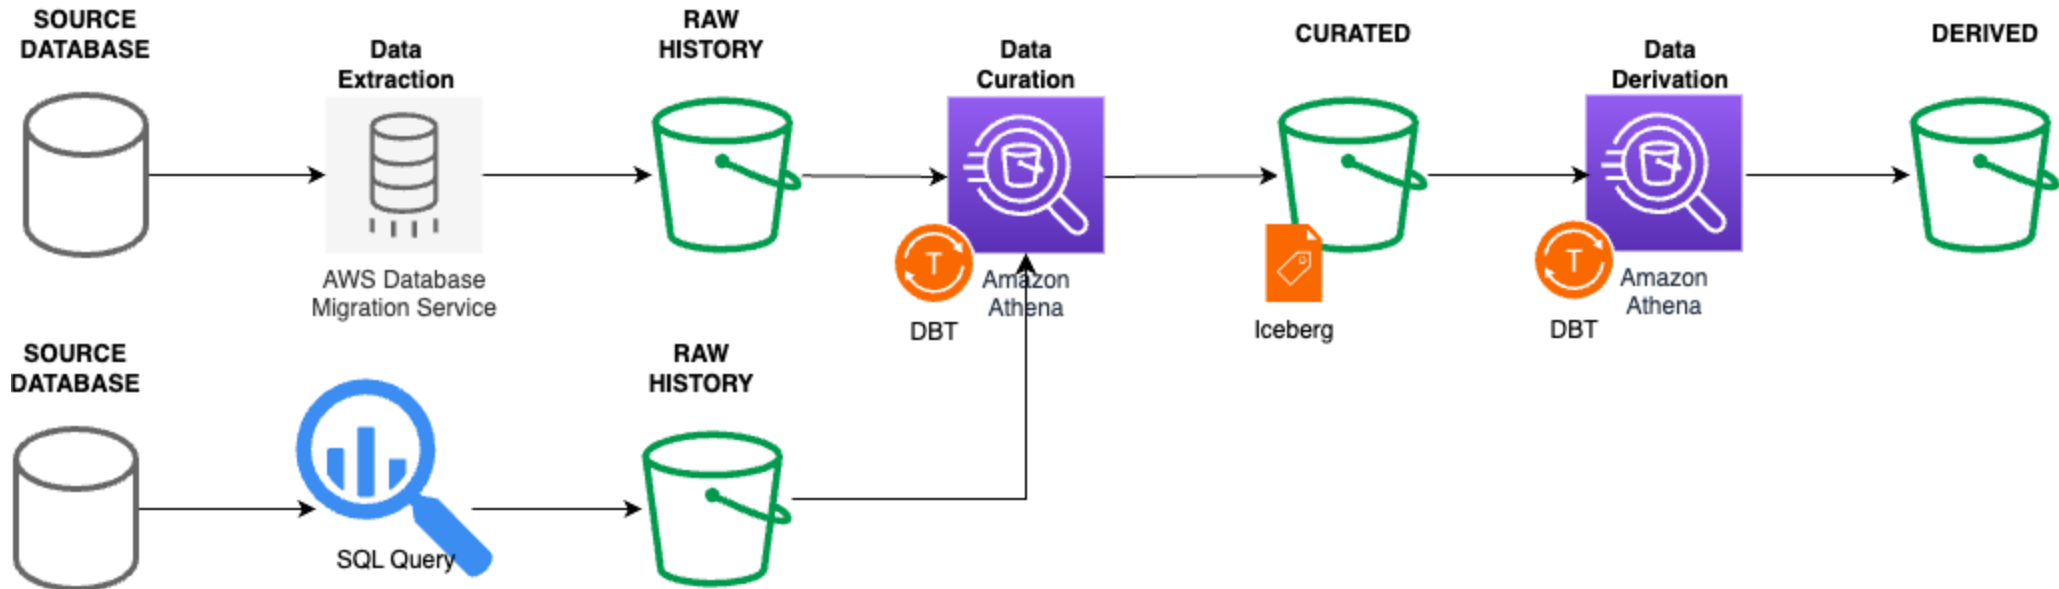 SOURCE
DATABASE
Data
Extraction
AWS Database
Migration Service
RAW
HISTORY
Data
Curation
T
DBT
Amazon
Athena
CURATED
Iceberg
Data
Derivation
T
DBT
Amazon
Athena
DERIVED
SOURCE
DATABASE
SQL Query
RAW
HISTORY